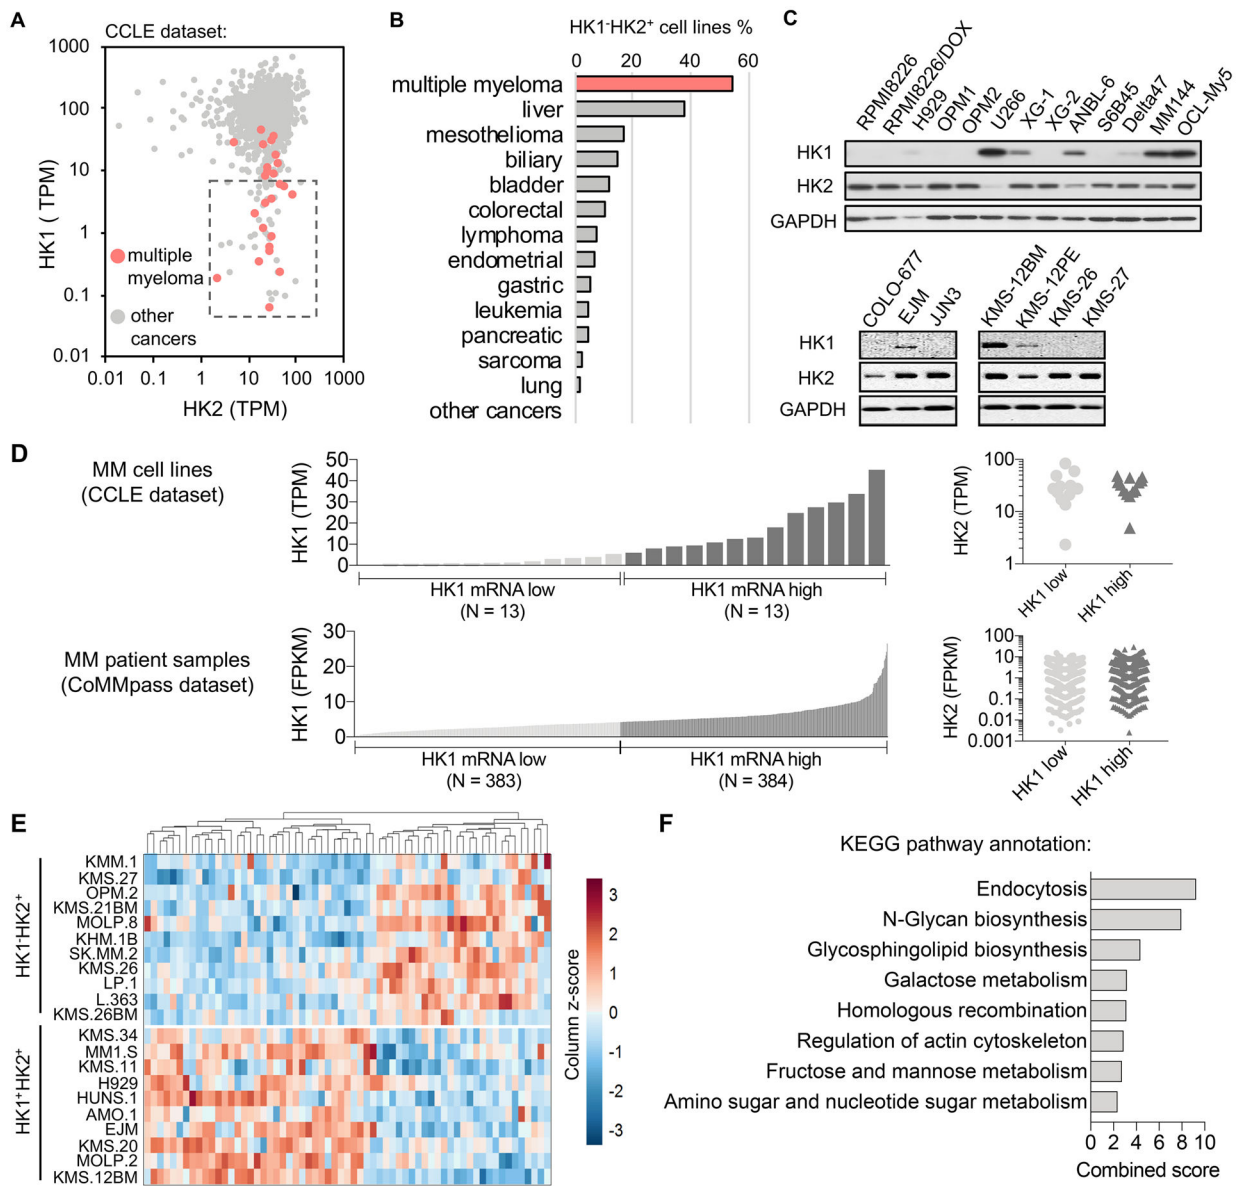 A
CCLE dataset:
1000
100
10
1
0.1
0.01
HK1 ( TPM)
multiple
myeloma
other
cancers
0.01 0.1 1 10 100 1000
HK2 (TPM)
B
HK1⁻HK2⁺ cell lines %
0 20 40 60
multiple myeloma
liver
mesothelioma
biliary
bladder
colorectal
lymphoma
endometrial
gastric
leukemia
pancreatic
sarcoma
lung
other cancers
C
RPMI8226
RPMI8226/DOX
H929
OPM1
OPM2
U266
XG-1
XG-2
ANBL-6
S6B45
Delta47
MM144
OCL-My5
HK1
HK2
GAPDH
COLO-677
EJM
JJN3
KMS-12BM
KMS-12PE
KMS-26
KMS-27
HK1
HK2
GAPDH
D
MM cell lines
(CCLE dataset)
HK1 (TPM)
50
40
30
20
10
0
HK1 mRNA low
(N = 13)
HK1 mRNA high
(N = 13)
HK2 (TPM)
100
10
1
HK1 low
HK1 high
MM patient samples
(CoMMpass dataset)
HK1 (FPKM)
30
20
10
0
HK1 mRNA low
(N = 383)
HK1 mRNA high
(N = 384)
HK2 (FPKM)
100
10
1
0.1
0.01
0.001
HK1 low
HK1 high
E
HK1⁻HK2⁺
KMM.1
KMS.27
OPM.2
KMS.21BM
MOLP.8
KHM.1B
SK.MM.2
KMS.26
LP.1
L.363
KMS.26BM
HK1⁺HK2⁺
KMS.34
MM1.S
KMS.11
H929
HUNS.1
AMO.1
EJM
KMS.20
MOLP.2
KMS.12BM
Column z-score
3
2
1
0
-1
-2
-3
F
KEGG pathway annotation:
Endocytosis
N-Glycan biosynthesis
Glycosphingolipid biosynthesis
Galactose metabolism
Homologous recombination
Regulation of actin cytoskeleton
Fructose and mannose metabolism
Amino sugar and nucleotide sugar metabolism
0 2 4 6 8 10
Combined score